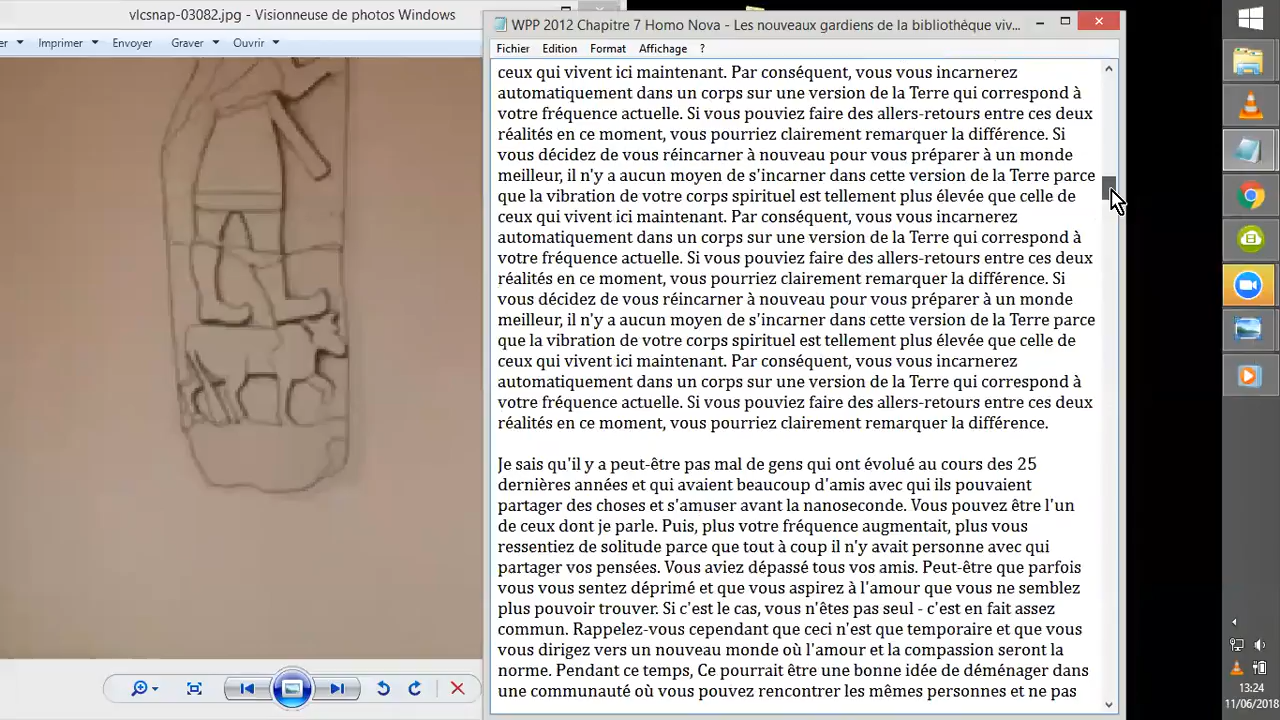 vlcsnap-03082.jpg - Visionneuse de photos Windows
Imprimer Envoyer Graver Ouvrir
WPP 2012 Chapitre 7 Homo Nova - Les nouveaux gardiens de la bibliothèque viv...
Fichier Edition Format Affichage ?
ceux qui vivent ici maintenant. Par conséquent, vous vous incarnerez
automatiquement dans un corps sur une version de la Terre qui correspond à
votre fréquence actuelle. Si vous pouviez faire des allers-retours entre ces deux
réalités en ce moment, vous pourriez clairement remarquer la différence. Si
vous décidez de vous réincarner à nouveau pour vous préparer à un monde
meilleur, il n'y a aucun moyen de s'incarner dans cette version de la Terre parce
que la vibration de votre corps spirituel est tellement plus élevée que celle de
ceux qui vivent ici maintenant. Par conséquent, vous vous incarnerez
automatiquement dans un corps sur une version de la Terre qui correspond à
votre fréquence actuelle. Si vous pouviez faire des allers-retours entre ces deux
réalités en ce moment, vous pourriez clairement remarquer la différence. Si
vous décidez de vous réincarner à nouveau pour vous préparer à un monde
meilleur, il n'y a aucun moyen de s'incarner dans cette version de la Terre parce
que la vibration de votre corps spirituel est tellement plus élevée que celle de
ceux qui vivent ici maintenant. Par conséquent, vous vous incarnerez
automatiquement dans un corps sur une version de la Terre qui correspond à
votre fréquence actuelle. Si vous pouviez faire des allers-retours entre ces deux
réalités en ce moment, vous pourriez clairement remarquer la différence.
Je sais qu'il y a peut-être pas mal de gens qui ont évolué au cours des 25
dernières années et qui avaient beaucoup d'amis avec qui ils pouvaient
partager des choses et s'amuser avant la nanoseconde. Vous pouvez être l'un
de ceux dont je parle. Puis, plus votre fréquence augmentait, plus vous
ressentiez de solitude parce que tout à coup il n'y avait personne avec qui
partager vos pensées. Vous aviez dépassé tous vos amis. Peut-être que parfois
vous vous sentez déprimé et que vous aspirez à l'amour que vous ne semblez
plus pouvoir trouver. Si c'est le cas, vous n'êtes pas seul - c'est en fait assez
commun. Rappelez-vous cependant que ceci n'est que temporaire et que vous
vous dirigez vers un nouveau monde où l'amour et la compassion seront la
norme. Pendant ce temps, Ce pourrait être une bonne idée de déménager dans
une communauté où vous pouvez rencontrer les mêmes personnes et ne pas
13:24
11/06/2018